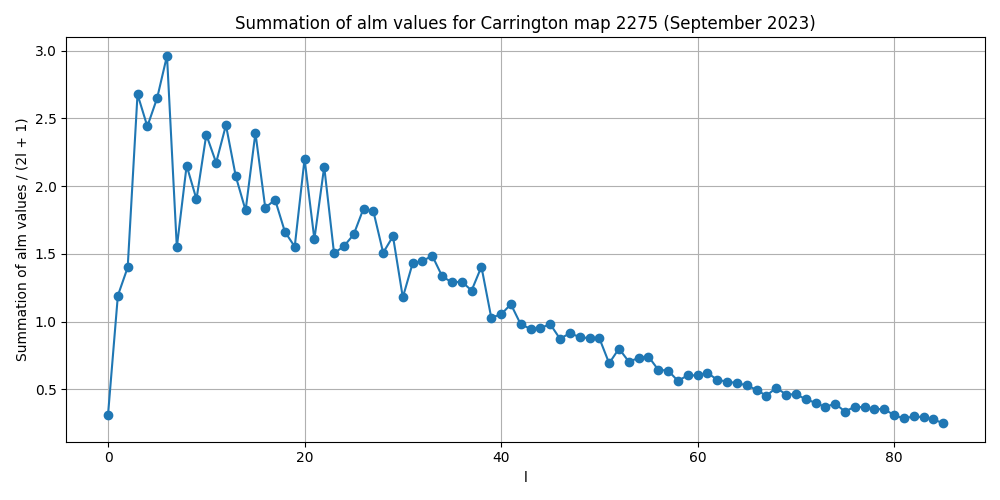 Summation of alm values for Carrington map 2275 (September 2023)
Summation of alm values / (2l + 1)
3.0
2.5
2.0
1.5
1.0
0.5
0 20 40 60 80
l